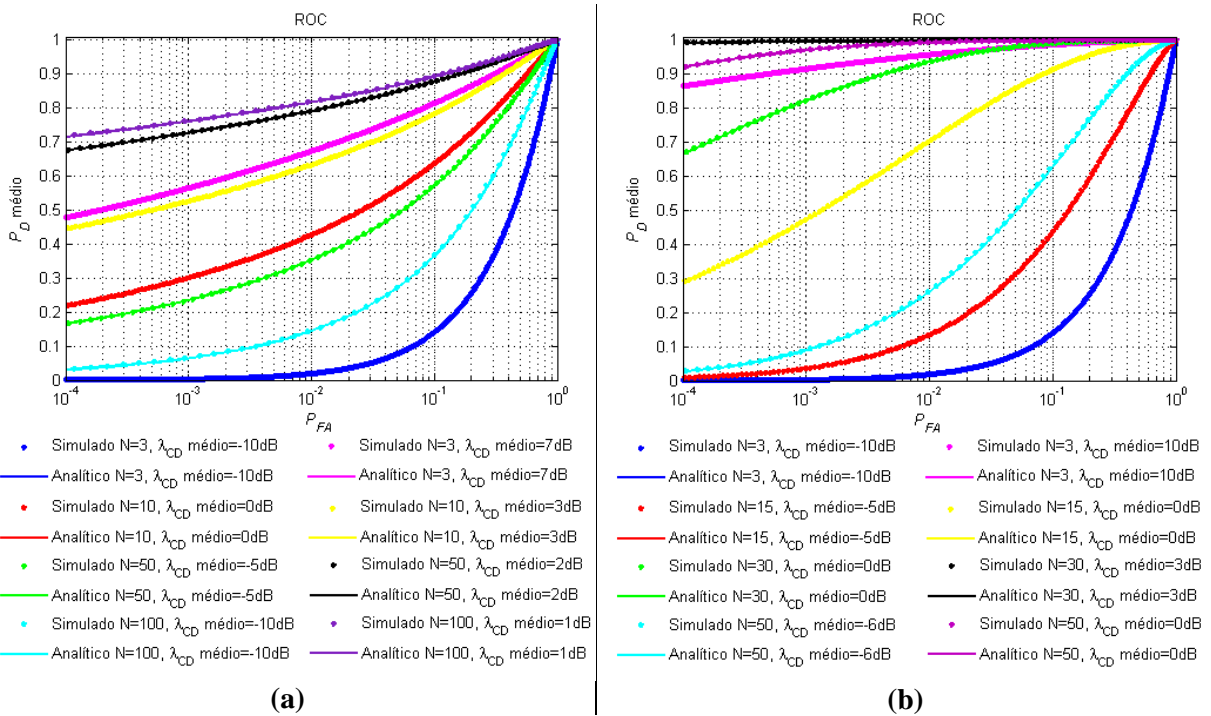 ROC
1
0.9
0.8
0.7
0.6
0.5
0.4
0.3
0.2
0.1
0
P_D médio
10^-4
10^-3
10^-2
10^-1
10^0
P_FA
Simulado N=3, λ_CD médio=-10dB
Simulado N=3, λ_CD médio=7dB
Analítico N=3, λ_CD médio=-10dB
Analítico N=3, λ_CD médio=7dB
Simulado N=10, λ_CD médio=0dB
Simulado N=10, λ_CD médio=3dB
Analítico N=10, λ_CD médio=0dB
Analítico N=10, λ_CD médio=3dB
Simulado N=50, λ_CD médio=-5dB
Simulado N=50, λ_CD médio=2dB
Analítico N=50, λ_CD médio=-5dB
Analítico N=50, λ_CD médio=2dB
Simulado N=100, λ_CD médio=-10dB
Simulado N=100, λ_CD médio=1dB
Analítico N=100, λ_CD médio=-10dB
Analítico N=100, λ_CD médio=1dB
(a)
ROC
1
0.9
0.8
0.7
0.6
0.5
0.4
0.3
0.2
0.1
0
P_D médio
10^-4
10^-3
10^-2
10^-1
10^0
P_FA
Simulado N=3, λ_CD médio=-10dB
Simulado N=3, λ_CD médio=10dB
Analítico N=3, λ_CD médio=-10dB
Analítico N=3, λ_CD médio=10dB
Simulado N=15, λ_CD médio=-5dB
Simulado N=15, λ_CD médio=0dB
Analítico N=15, λ_CD médio=-5dB
Analítico N=15, λ_CD médio=0dB
Simulado N=30, λ_CD médio=0dB
Simulado N=30, λ_CD médio=3dB
Analítico N=30, λ_CD médio=0dB
Analítico N=30, λ_CD médio=3dB
Simulado N=50, λ_CD médio=-6dB
Simulado N=50, λ_CD médio=0dB
Analítico N=50, λ_CD médio=-6dB
Analítico N=50, λ_CD médio=0dB
(b)